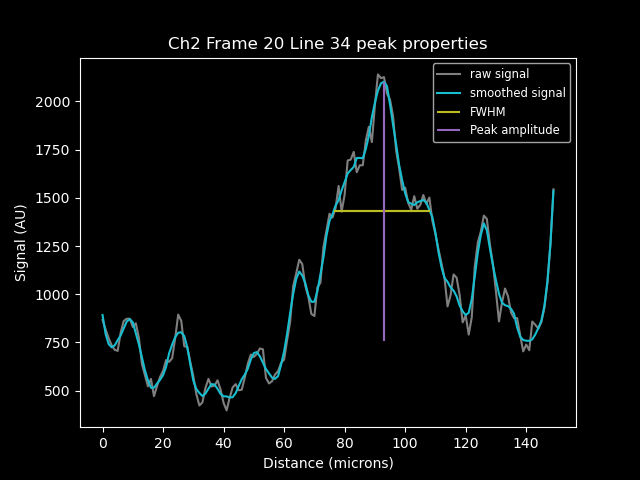 Ch2 Frame 20 Line 34 peak properties
raw signal
smoothed signal
FWHM
Peak amplitude
Signal (AU)
2000
1750
1500
1250
1000
750
500
0 20 40 60 80 100 120 140
Distance (microns)